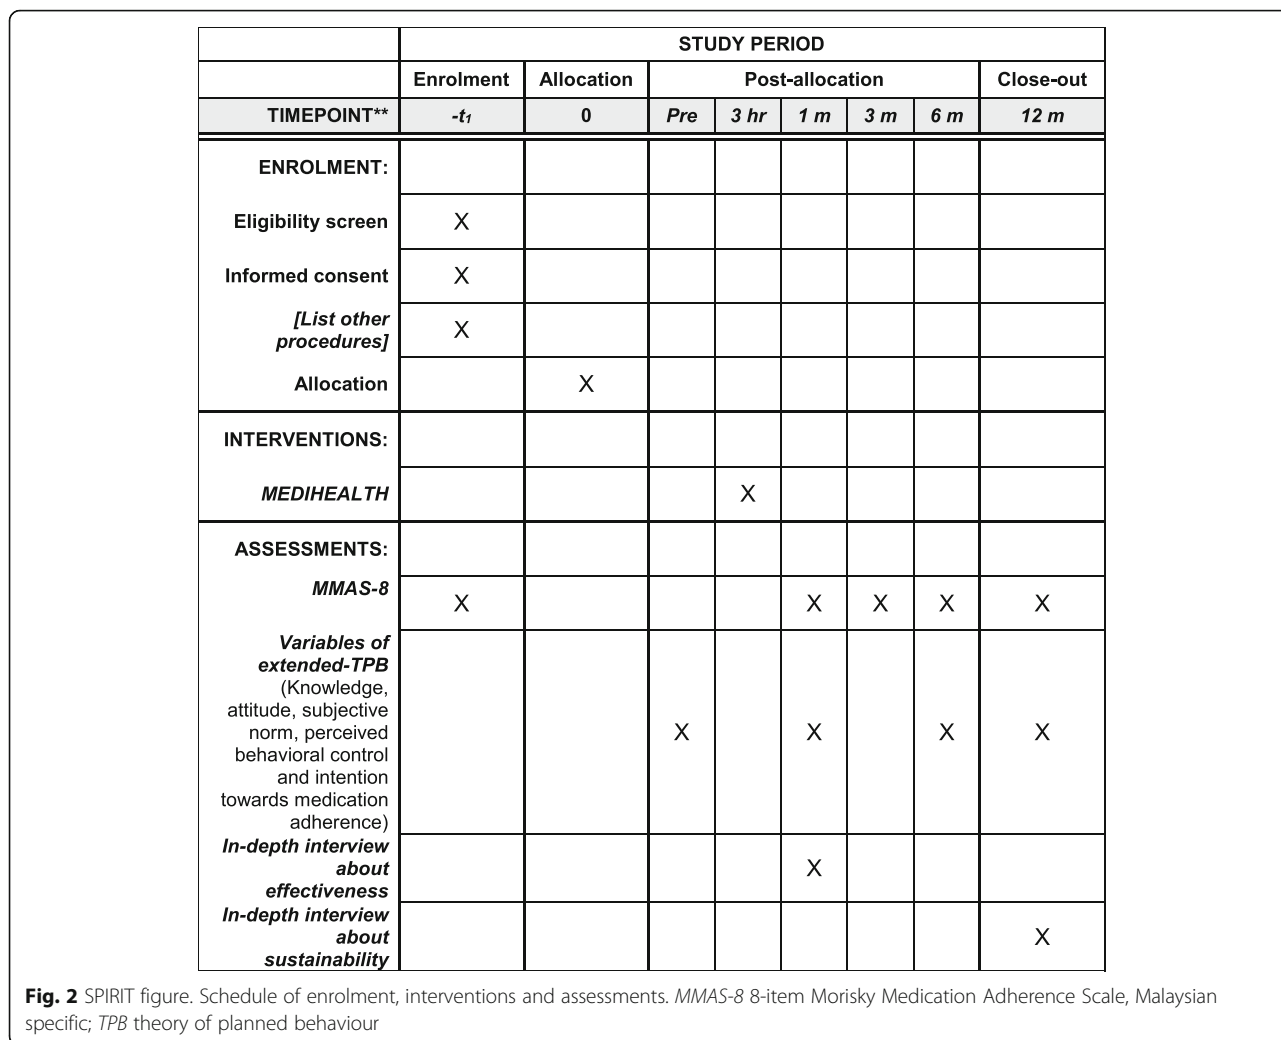 STUDY PERIOD
Enrolment Allocation Post-allocation Close-out
TIMEPOINT** -t1 0 Pre 3 hr 1 m 3 m 6 m 12 m
ENROLMENT:
Eligibility screen X
Informed consent X
[List other
procedures] X
Allocation X
INTERVENTIONS:
MEDIHEALTH X
ASSESSMENTS:
MMAS-8 X X X X X
Variables of
extended-TPB
(Knowledge,
attitude, subjective
norm, perceived X X X X
behavioral control
and intention
towards medication
adherence)
In-depth interview
about X
effectiveness
In-depth interview
about X
sustainability
Fig. 2 SPIRIT figure. Schedule of enrolment, interventions and assessments. MMAS-8 8-item Morisky Medication Adherence Scale, Malaysian
specific; TPB theory of planned behaviour